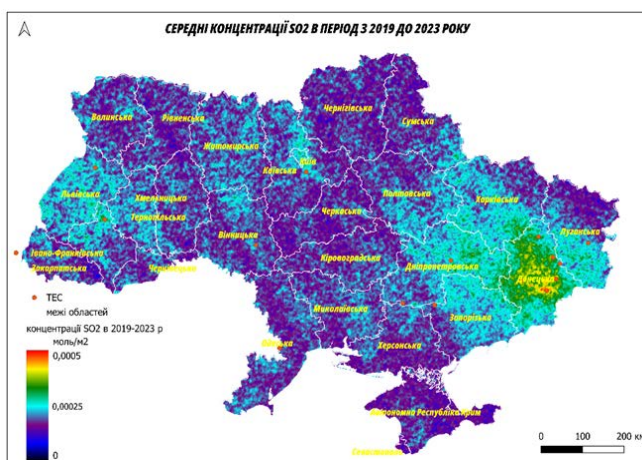 СЕРЕДНІ КОНЦЕНТРАЦІЇ SO2 В ПЕРІОД З 2019 ДО 2023 РОКУ
Чернігівська
Сумська
Волинська
Рівненська
Житомирська
Київ
Київська
Львівська
Хмельницька
Тернопільська
Полтавська
Харківська
Черкаська
Вінницька
Луганська
Івано-Франківська
Закарпатська
Чернівецька
Кіровоградська
Дніпропетровська
Донецька
Миколаївська
Запорізька
Одеська
Херсонська
Автономна Республіка Крим
Севастополь
ТЕС
межі областей
концентрації SO2 в 2019-2023 р
моль/м2
0,0005
0,00025
0
0 100 200 км